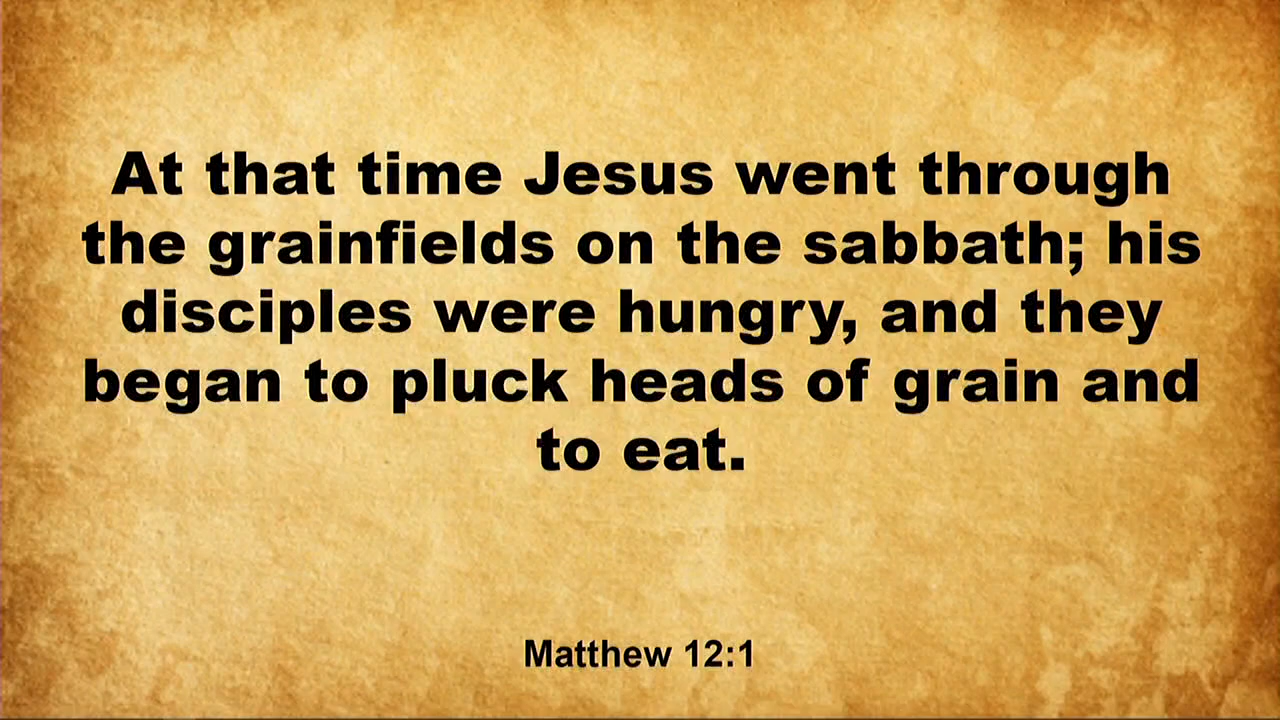 At that time Jesus went through
the grainfields on the sabbath; his
disciples were hungry, and they
began to pluck heads of grain and
to eat.
Matthew 12:1